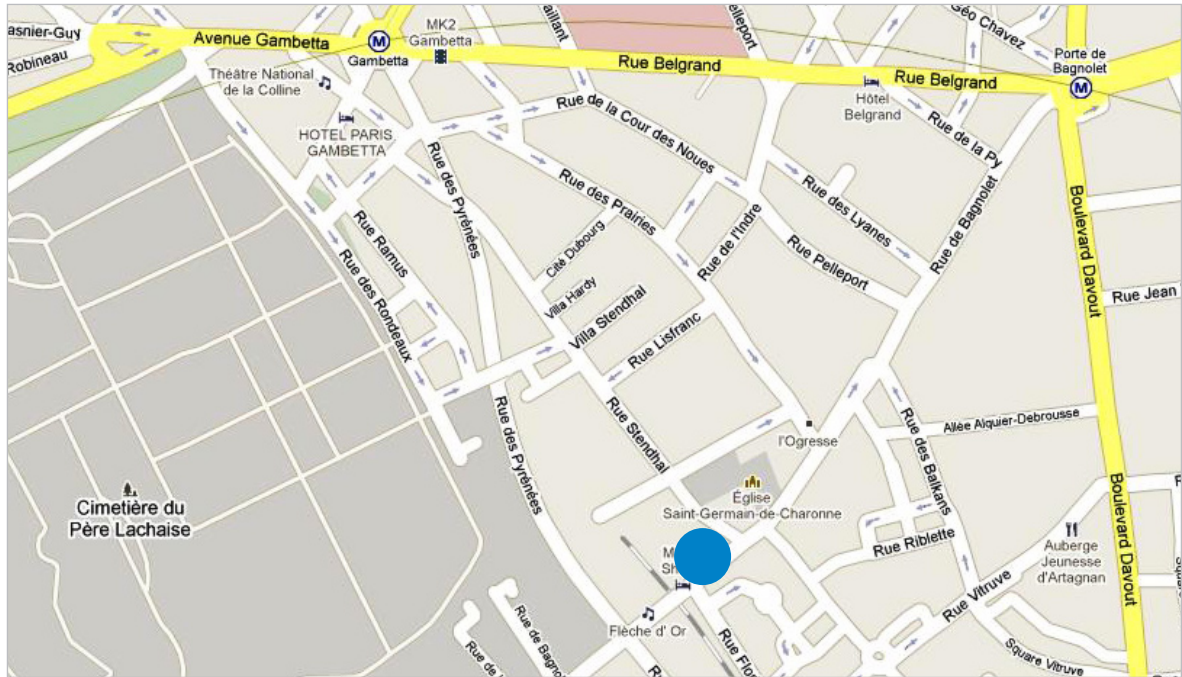 asnier-Guy
Robineau
Avenue Gambetta
M
Gambetta
MK2
Gambetta
aillant
Pelleport
Rue Belgrand
Rue Belgrand
Géo Chavez
Porte de
Bagnolet
M
Théâtre National
de la Colline
HOTEL PARIS
GAMBETTA
Hôtel
Belgrand
Rue de la Cour des Noues
Rue de la Py
Rue des Pyrénées
Rue des Prairies
Rue des Lyanes
Rue de Bagnolet
Boulevard Davout
Rue Ramus
Rue des Rondeaux
Cité Dubourg
Villa Hardy
Villa Stendhal
Rue de l'Indre
Rue Pelleport
Rue Lisfranc
Rue Jean
Rue des Pyrénées
Rue Stendhal
l'Ogresse
Allée Alquier-Debrousse
Rue des Balkans
Boulevard Davout
Cimetière du
Père Lachaise
Église
Saint-Germain-de-Charonne
Rue Riblette
Auberge
Jeunesse
d'Artagnan
M
Sh
Flèche d' Or
Rue Vitruve
Square Vitruve
Rue de Bagnol
Rue Flor